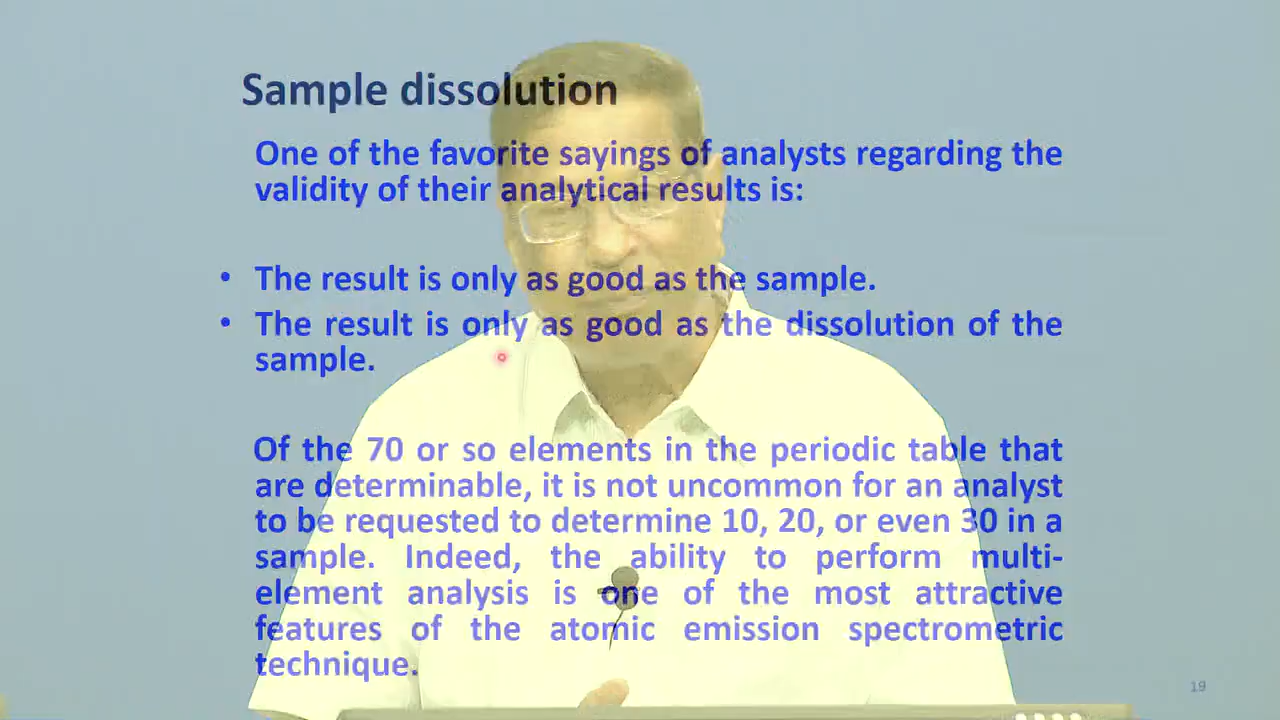 Sample dissolution
One of the favorite sayings of analysts regarding the
validity of their analytical results is:
• The result is only as good as the sample.
• The result is only as good as the dissolution of the
sample.
Of the 70 or so elements in the periodic table that
are determinable, it is not uncommon for an analyst
to be requested to determine 10, 20, or even 30 in a
sample. Indeed, the ability to perform multi-
element analysis is one of the most attractive
features of the atomic emission spectrometric
technique.
19